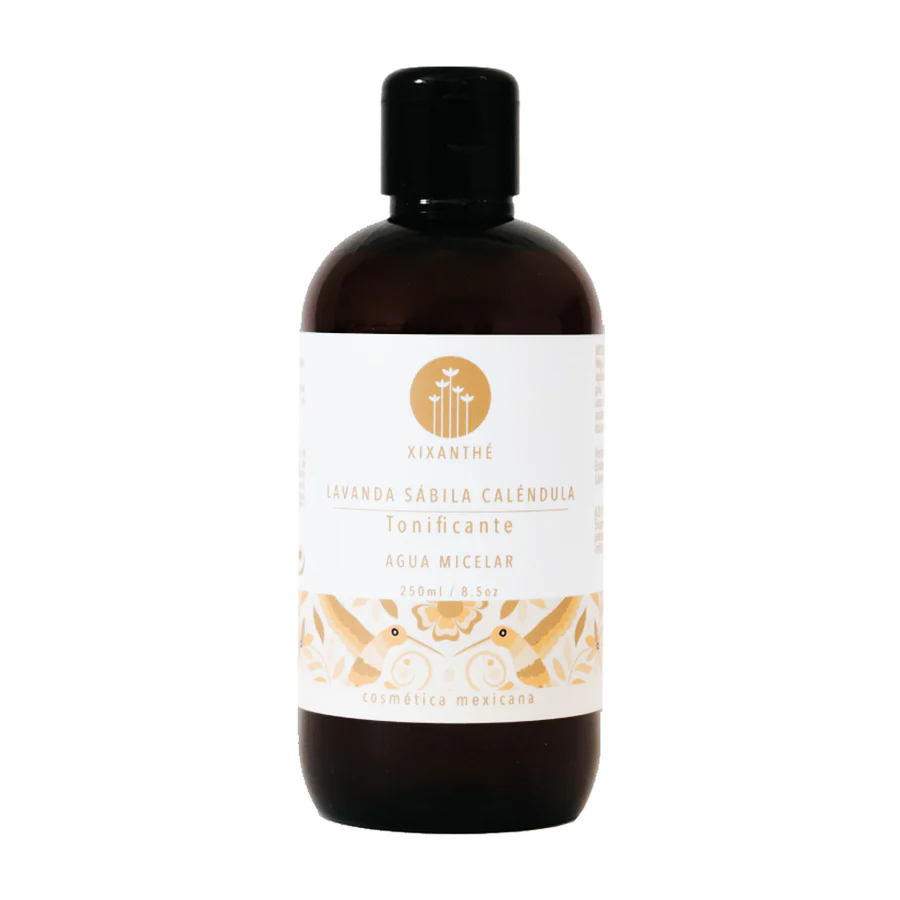 XIXANTHÉ
LAVANDA SÁBILA CALÉNDULA
Tonificante
AGUA MICELAR
250ml / 8.5oz
cosmética mexicana